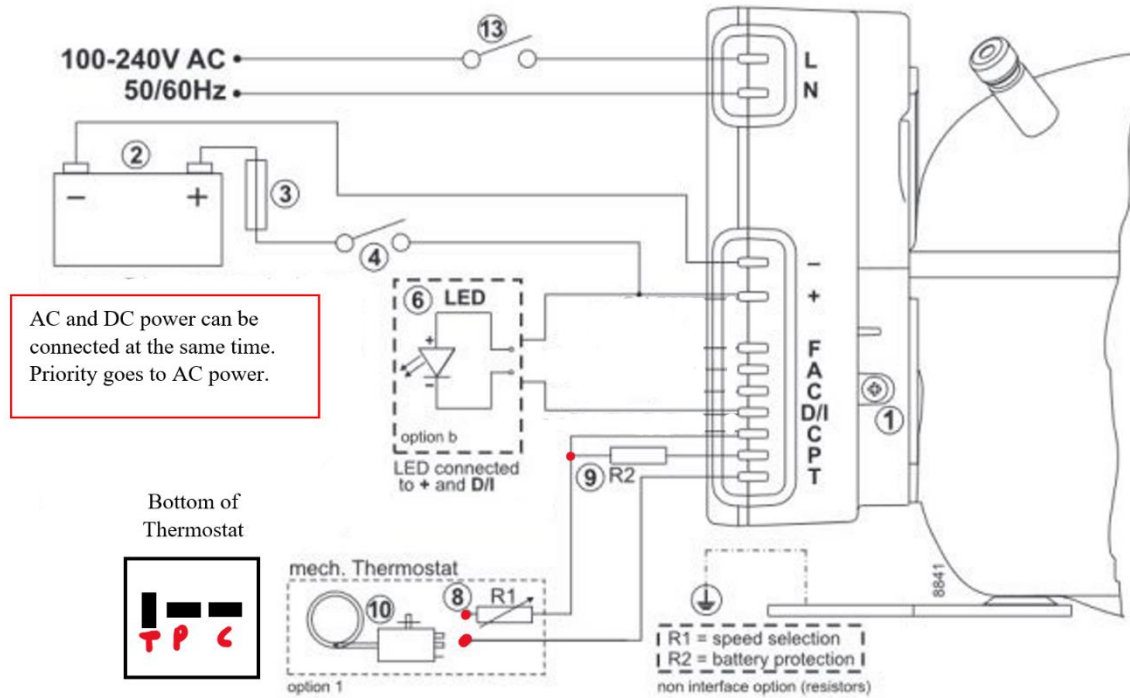 13
100-240V AC
50/60Hz
L
N
2
- +
3
4
-
+
6 LED
+
-
option b
LED connected
to + and D/I
F
A
C
D/I
C
P
T
1
9 R2
AC and DC power can be
connected at the same time.
Priority goes to AC power.
Bottom of
Thermostat
T P C
mech. Thermostat
8 R1
10
option 1
8841
R1 = speed selection
R2 = battery protection
non interface option (resistors)